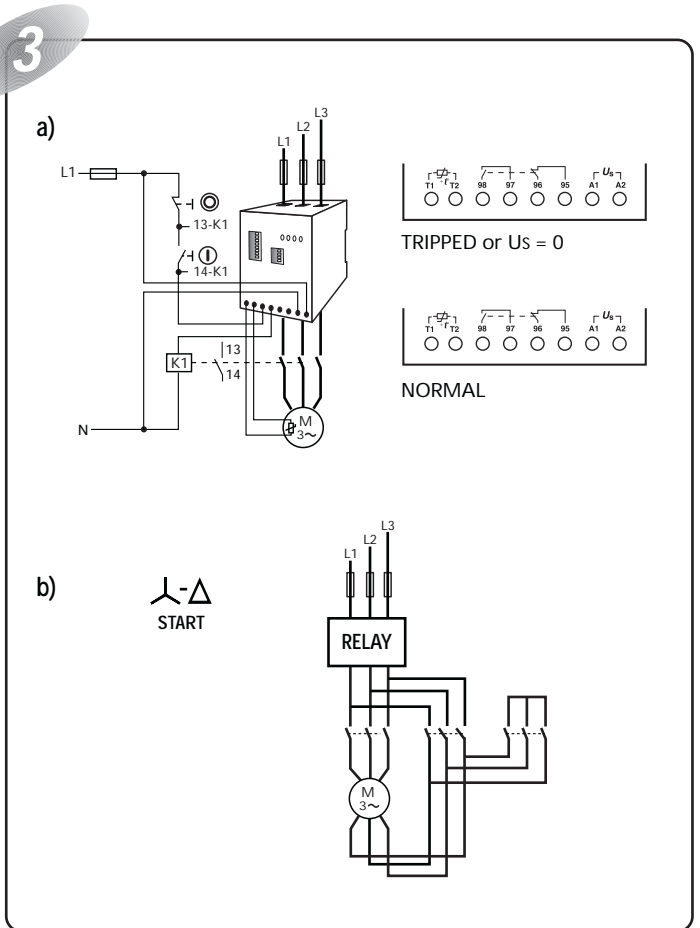 3
a)
L1
L1
L2
L3
13-K1
14-K1
K1
13
14
N
M
3~
T1 t T2 98 97 96 95 Us A1 A2
TRIPPED or Us = 0
T1 t T2 98 97 96 95 Us A1 A2
NORMAL
b)
START
L1
L2
L3
RELAY
M
3~